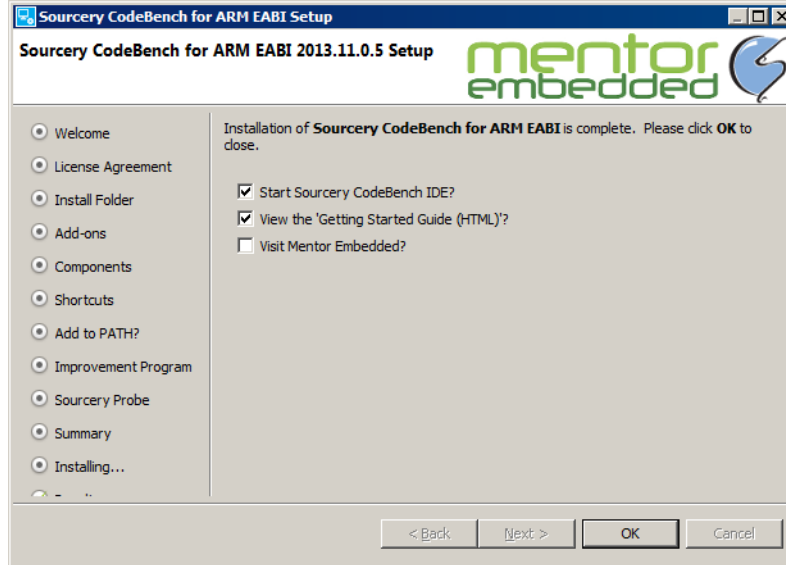 Sourcery CodeBench for ARM EABI Setup
Sourcery CodeBench for ARM EABI 2013.11.0.5 Setup
mentor
embedded
Welcome
License Agreement
Install Folder
Add-ons
Components
Shortcuts
Add to PATH?
Improvement Program
Sourcery Probe
Summary
Installing...
Installation of Sourcery CodeBench for ARM EABI is complete. Please click OK to
close.
Start Sourcery CodeBench IDE?
View the 'Getting Started Guide (HTML)'?
Visit Mentor Embedded?
< Back
Next >
OK
Cancel